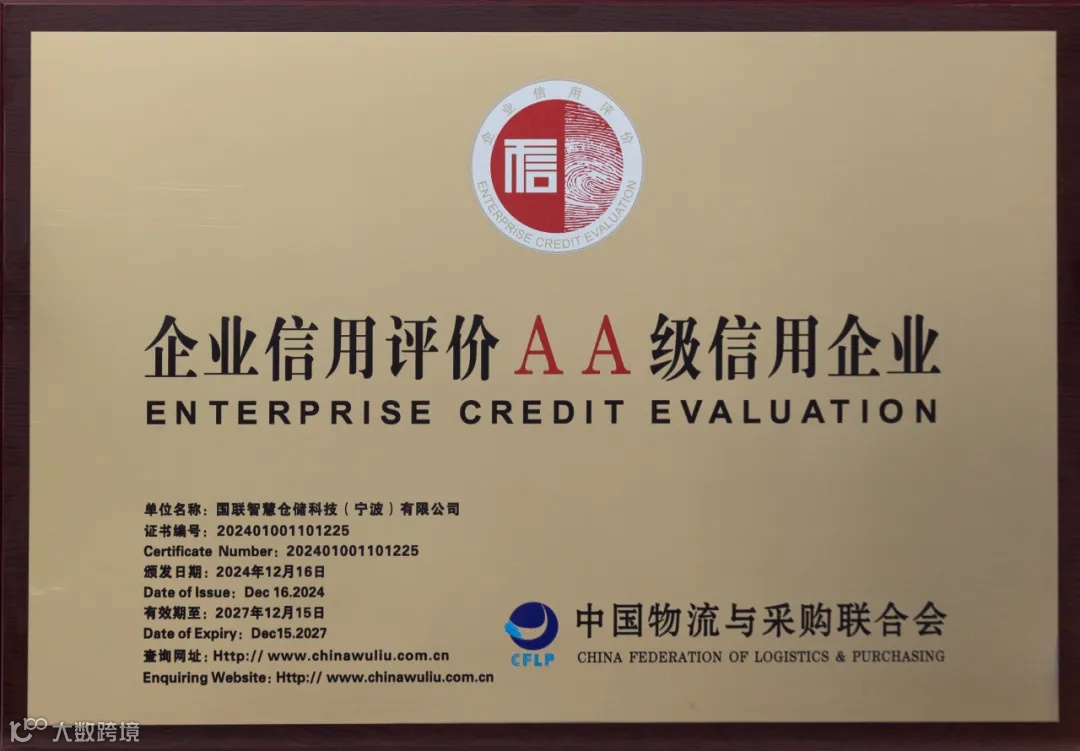 企业信用评价
信
ENTERPRISE CREDIT EVALUATION
企业信用评价AA级信用企业
ENTERPRISE CREDIT EVALUATION
单位名称：国联智慧仓储科技（宁波）有限公司
证书编号：202401001101225
Certificate Number：202401001101225
颁发日期：2024年12月16日
Date of Issue：Dec 16.2024
有效期至：2027年12月15日
Date of Expiry：Dec15.2027
查询网址：Http:// www.chinawuliu.com.cn
Enquiring Website：Http:// www.chinawuliu.com.cn
CFLP
中国物流与采购联合会
CHINA FEDERATION OF LOGISTICS & PURCHASING
大数跨境